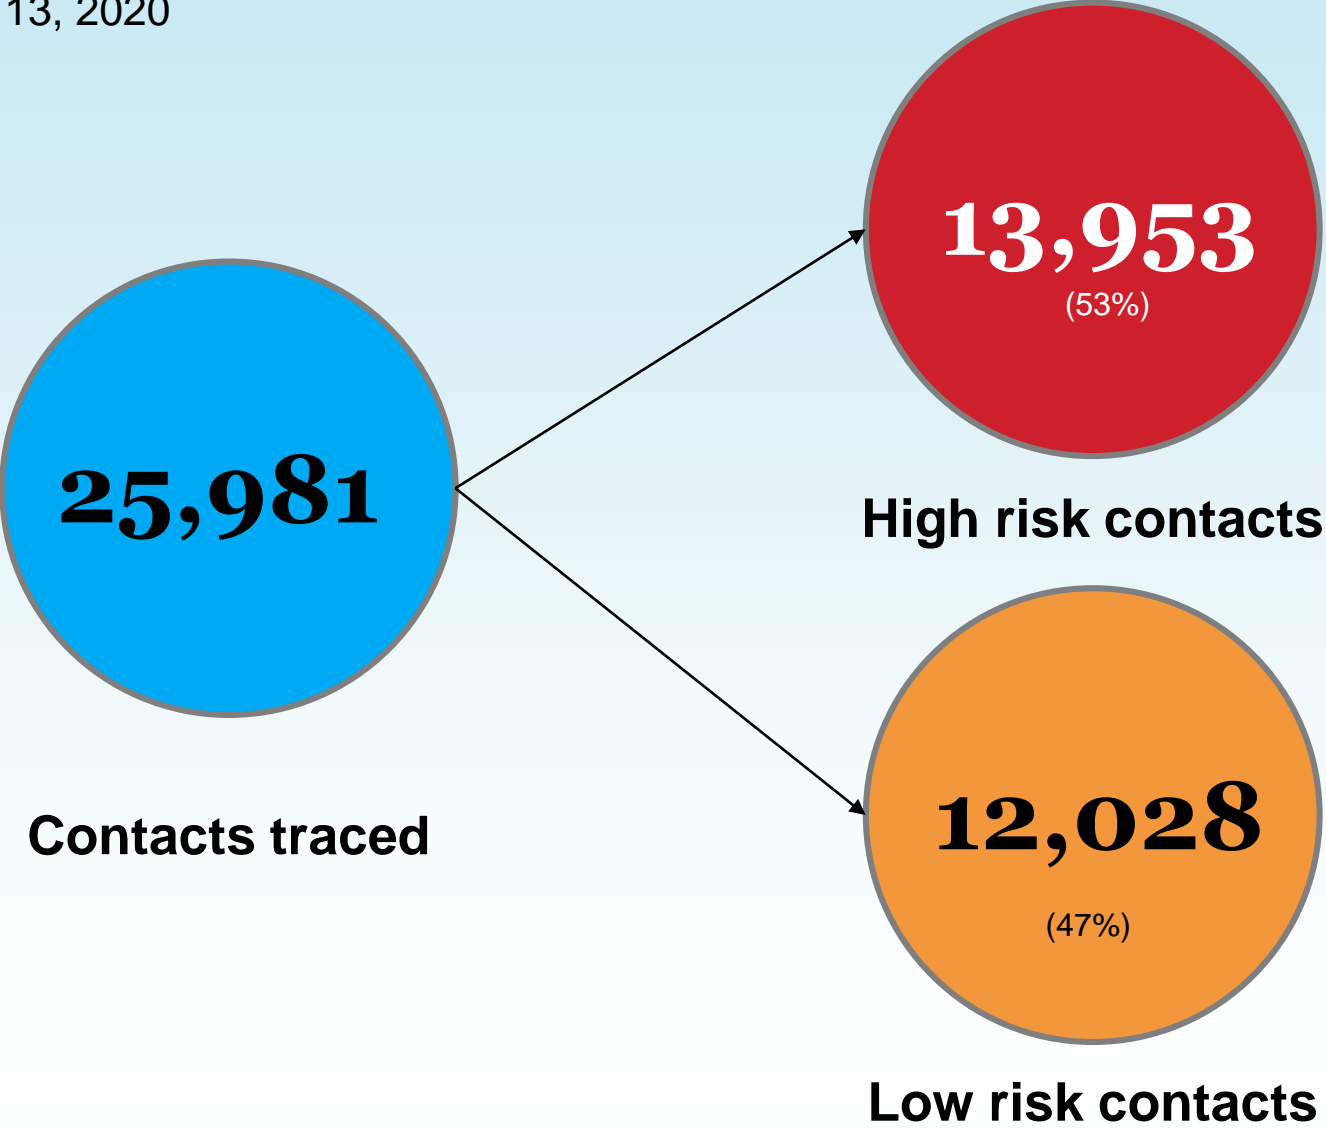 13, 2020
25,981
Contacts traced
13,953
(53%)
High risk contacts
12,028
(47%)
Low risk contacts